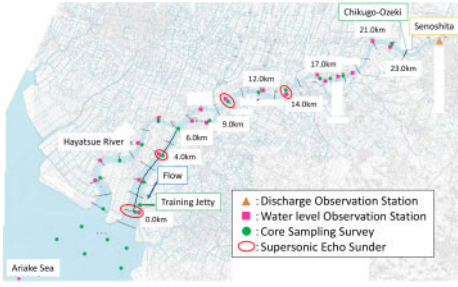 Chikugo-Ozeki
Senoshita
21.0km
23.0km
17.0km
12.0km
14.0km
9.0km
6.0km
Hayatsue River
4.0km
Flow
Training Jetty
0.0km
Ariake Sea
: Discharge Observation Station
: Water level Observation Station
: Core Sampling Survey
: Supersonic Echo Sunder